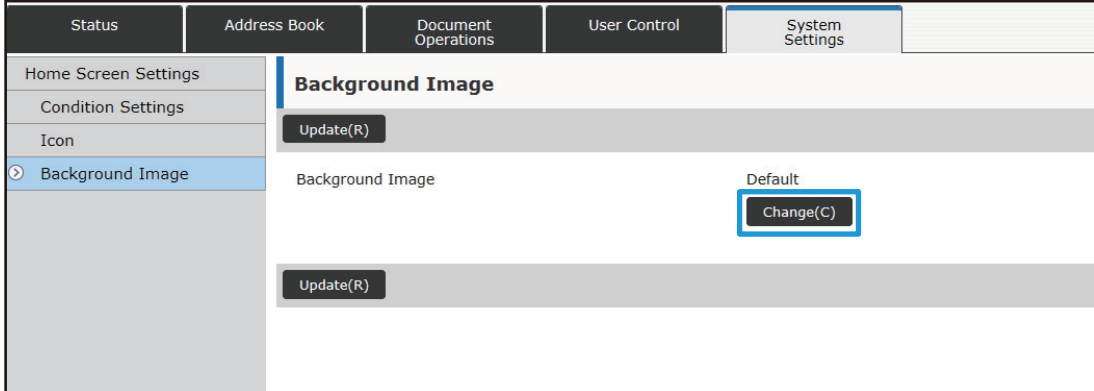 Status
Address Book
Document
Operations
User Control
System
Settings
Home Screen Settings
Condition Settings
Icon
Background Image
Background Image
Update(R)
Background Image
Default
Change(C)
Update(R)